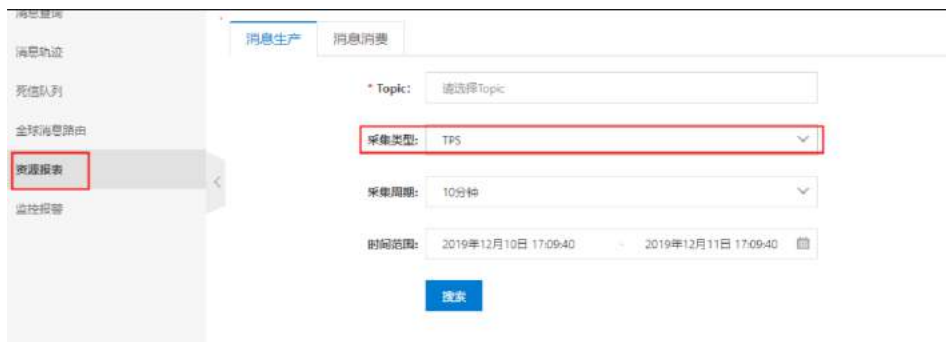 消息查询
消息轨迹
死信队列
全球消息路由
资源报表
监控报警
消息生产 消息消费
* Topic: 请选择Topic
采集类型: TPS
采集周期: 10分钟
时间范围: 2019年12月10日 17:09:40 - 2019年12月11日 17:09:40
搜索